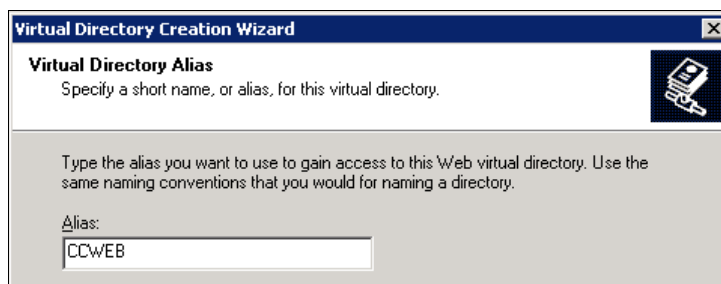 Virtual Directory Creation Wizard
Virtual Directory Alias
Specify a short name, or alias, for this virtual directory.
Type the alias you want to use to gain access to this Web virtual directory. Use the
same naming conventions that you would for naming a directory.
Alias:
CCWEB